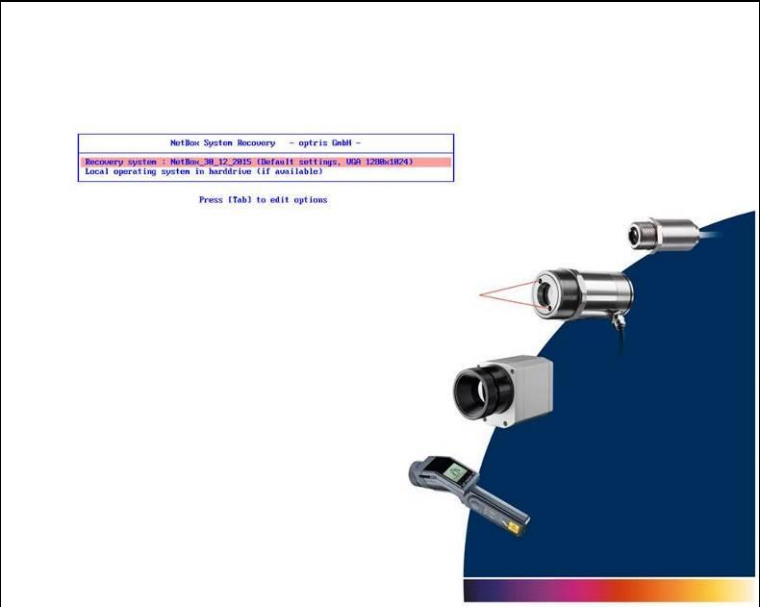 NetBox System Recovery - optris GmbH -
Recovery system : NetBox_30_12_2015 (Default settings, VGA 1280x1024)
Local operating system in harddrive (if available)
Press [Tab] to edit options